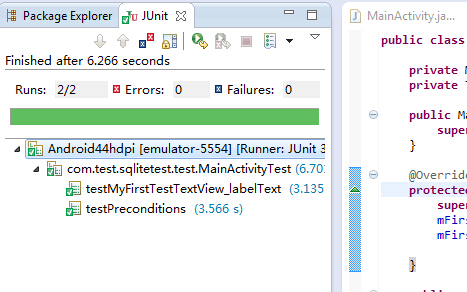 Package Explorer JUnit
Finished after 6.266 seconds
Runs: 2/2 Errors: 0 Failures: 0
Android44hdpi [emulator-5554] [Runner: JUnit 3
com.test.sqlitetest.test.MainActivityTest (6.70
testMyFirstTestTextView_labelText (3.135
testPreconditions (3.566 s)
MainActivity.ja...
public class
private M
private T
public Ma
super
}
@Override
protected
super
mFirs
mFirs
}